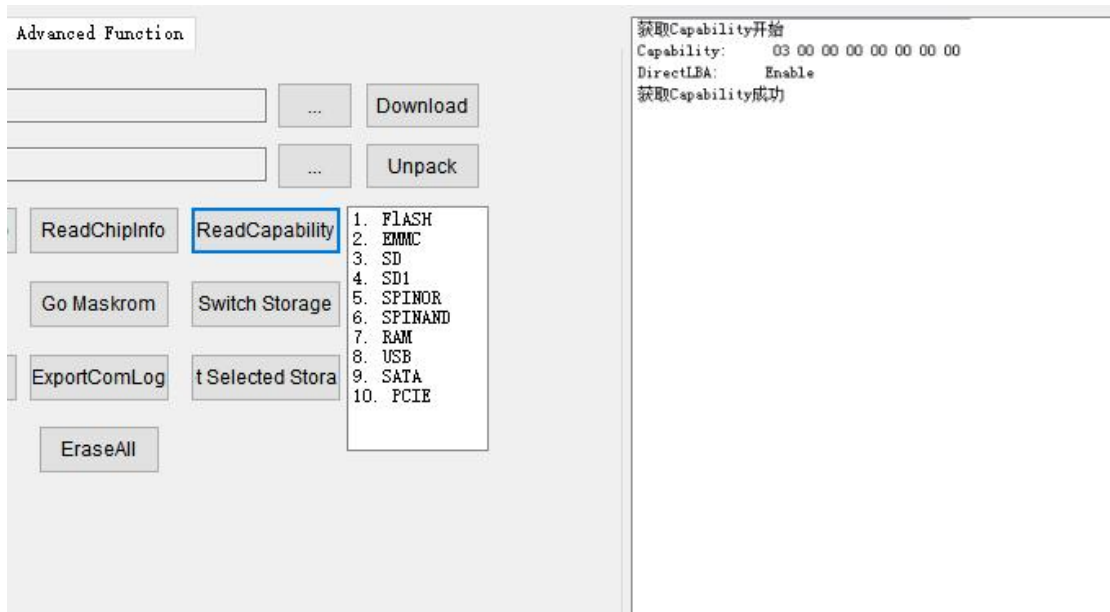 Advanced Function
...
Download
...
Unpack
ReadChipInfo
ReadCapability
Go Maskrom
Switch Storage
ExportComLog
t Selected Stora
EraseAll
1. FlASH
2. EMMC
3. SD
4. SD1
5. SPINOR
6. SPINAND
7. RAM
8. USB
9. SATA
10. PCIE
获取Capability开始
Capability: 03 00 00 00 00 00 00 00
DirectLBA: Enable
获取Capability成功